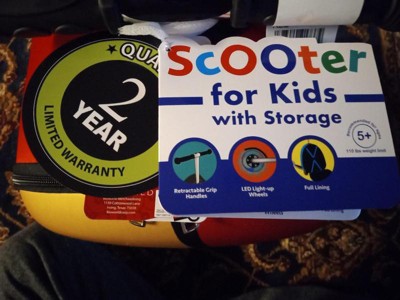 QUA
2
YEAR
LIMITED WARRANTY
ScOOter
for Kids
with Storage
5+
Retractable Grip
Handles
LED Light-up
Wheels
Full Lining